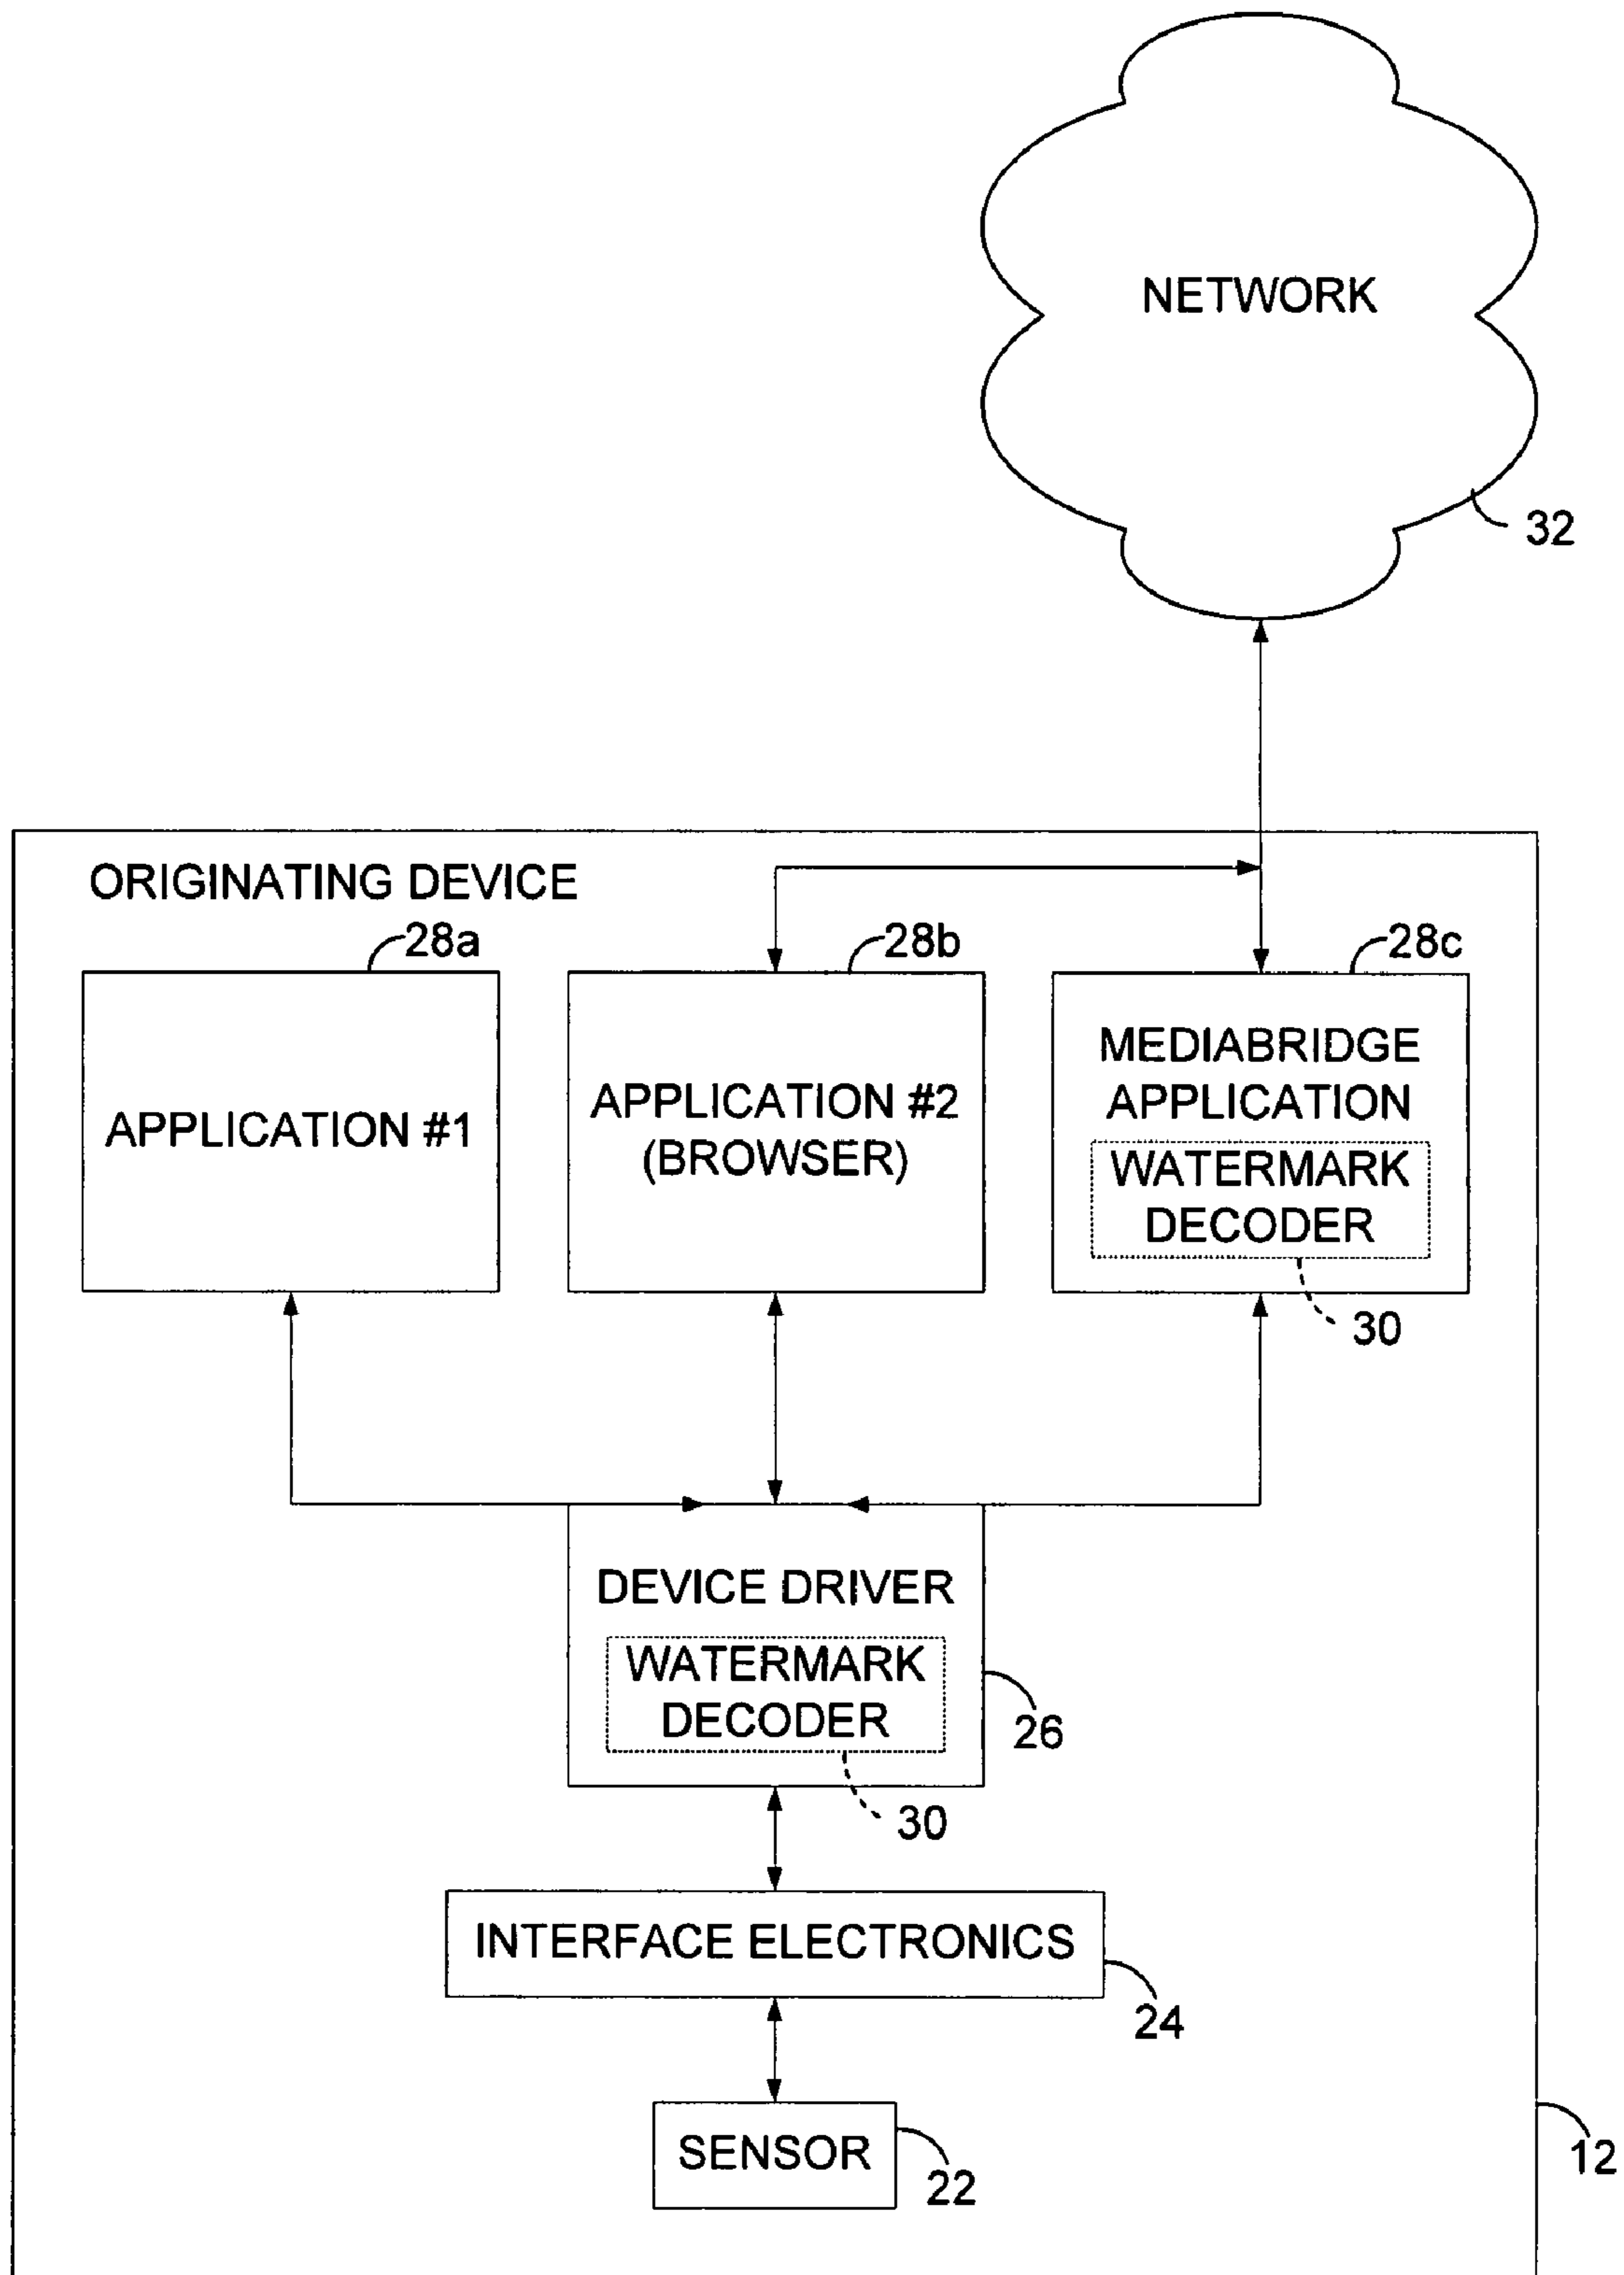 NETWORK
32
ORIGINATING DEVICE
28a
28b
28c
APPLICATION #1
APPLICATION #2
(BROWSER)
MEDIABRIDGE
APPLICATION
WATERMARK
DECODER
30
DEVICE DRIVER
WATERMARK
DECODER
26
30
INTERFACE ELECTRONICS
24
SENSOR
22
12